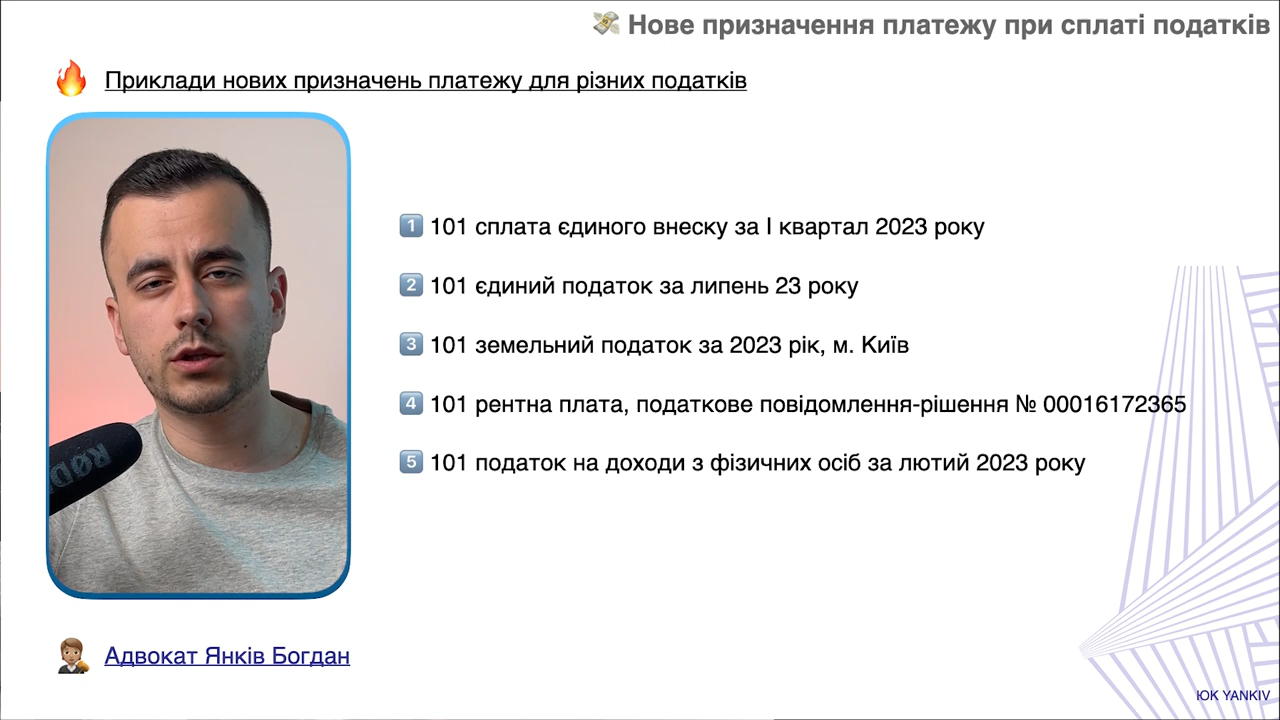 💸 Нове призначення платежу при сплаті податків
🔥 Приклади нових призначень платежу для різних податків
1️⃣ 101 сплата єдиного внеску за І квартал 2023 року
2️⃣ 101 єдиний податок за липень 23 року
3️⃣ 101 земельний податок за 2023 рік, м. Київ
4️⃣ 101 рентна плата, податкове повідомлення-рішення № 00016172365
5️⃣ 101 податок на доходи з фізичних осіб за лютий 2023 року
RØD
Адвокат Янків Богдан
ЮК YANKIV